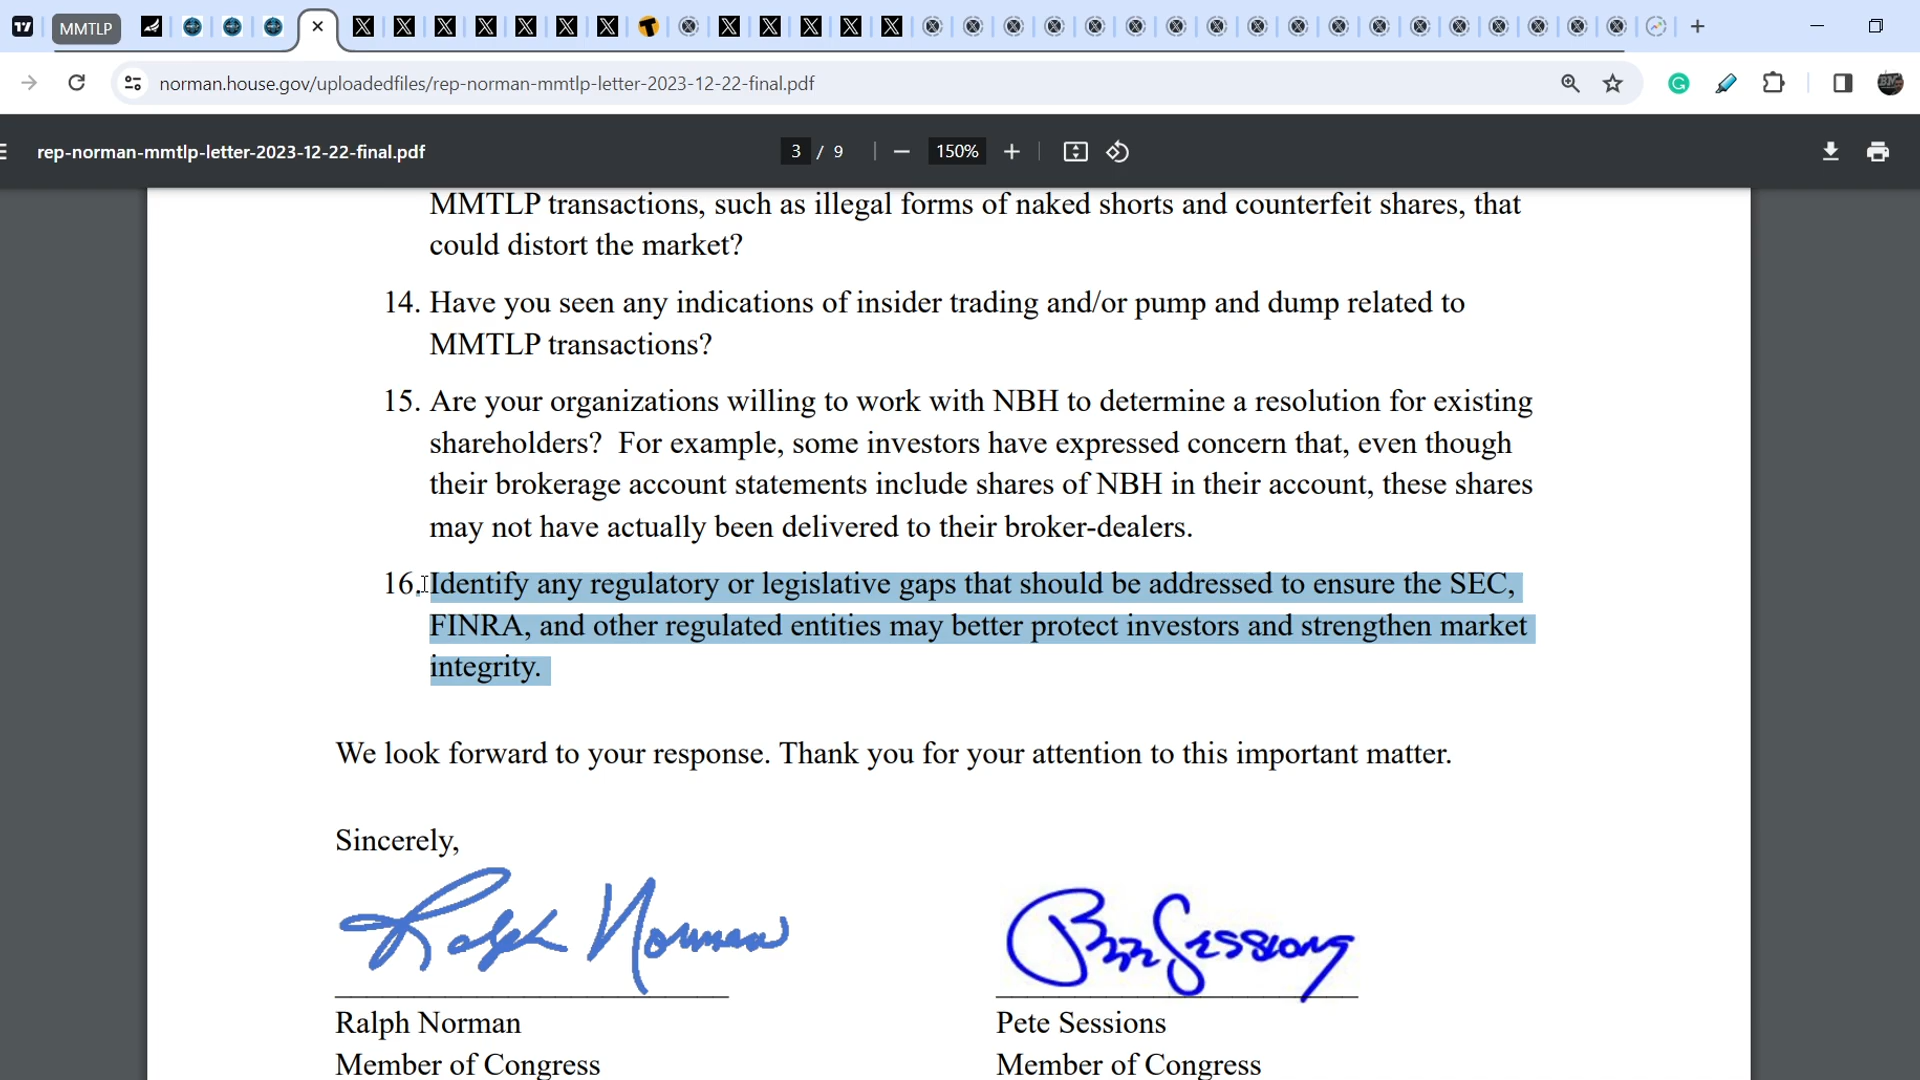 MMTLP
norman.house.gov/uploadedfiles/rep-norman-mmtlp-letter-2023-12-22-final.pdf
rep-norman-mmtlp-letter-2023-12-22-final.pdf
3 / 9
150%
MMTLP transactions, such as illegal forms of naked shorts and counterfeit shares, that
could distort the market?
14. Have you seen any indications of insider trading and/or pump and dump related to
MMTLP transactions?
15. Are your organizations willing to work with NBH to determine a resolution for existing
shareholders? For example, some investors have expressed concern that, even though
their brokerage account statements include shares of NBH in their account, these shares
may not have actually been delivered to their broker-dealers.
16. Identify any regulatory or legislative gaps that should be addressed to ensure the SEC,
FINRA, and other regulated entities may better protect investors and strengthen market
integrity.
We look forward to your response. Thank you for your attention to this important matter.
Sincerely,
Ralph Norman
Pete Sessions
Ralph Norman
Pete Sessions
Member of Congress
Member of Congress